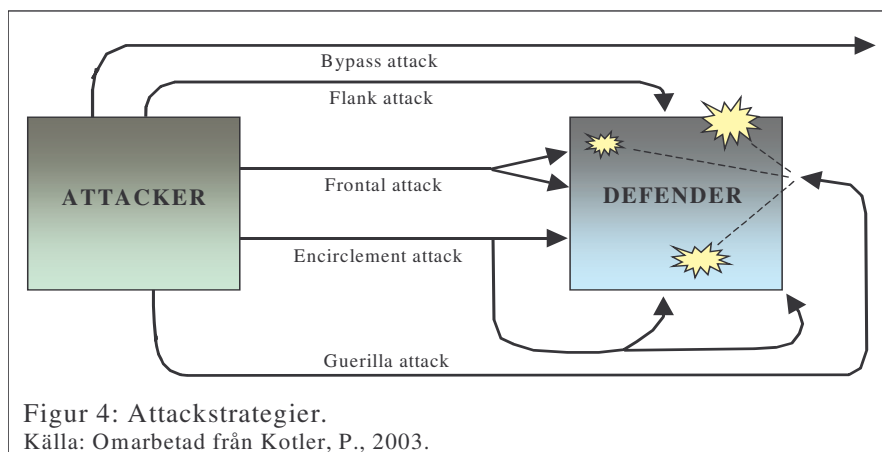 Bypass attack
Flank attack
ATTACKER
Frontal attack
DEFENDER
Encirclement attack
Guerilla attack
Figur 4: Attackstrategier.
Källa: Omarbetad från Kotler, P., 2003.